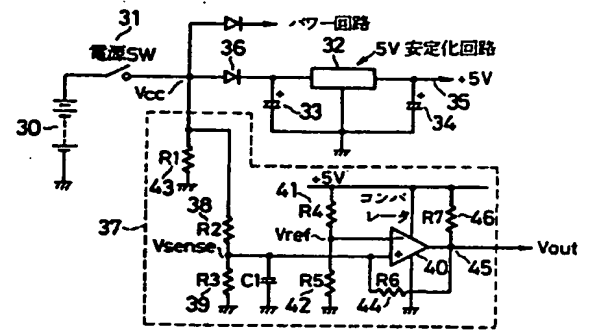 31
電源SW
パワー回路
36
32
5V 安定化回路
+5V
35
Vcc
33
34
30
R1
43
37
38
R2
Vsense
R3
39
C1
41
+5V
R4
Vref
R5
42
コンパ
レータ
R7
46
40
45
Vout
R6
44